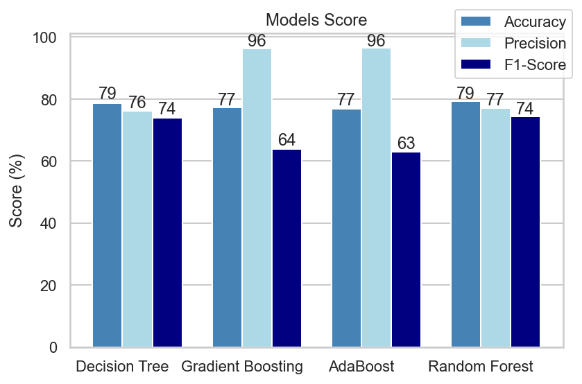 Models Score
Accuracy
Precision
F1-Score
Score (%)
100
80
60
40
20
0
79 76 74
77 96 64
77 96 63
79 77 74
Decision Tree Gradient Boosting AdaBoost Random Forest